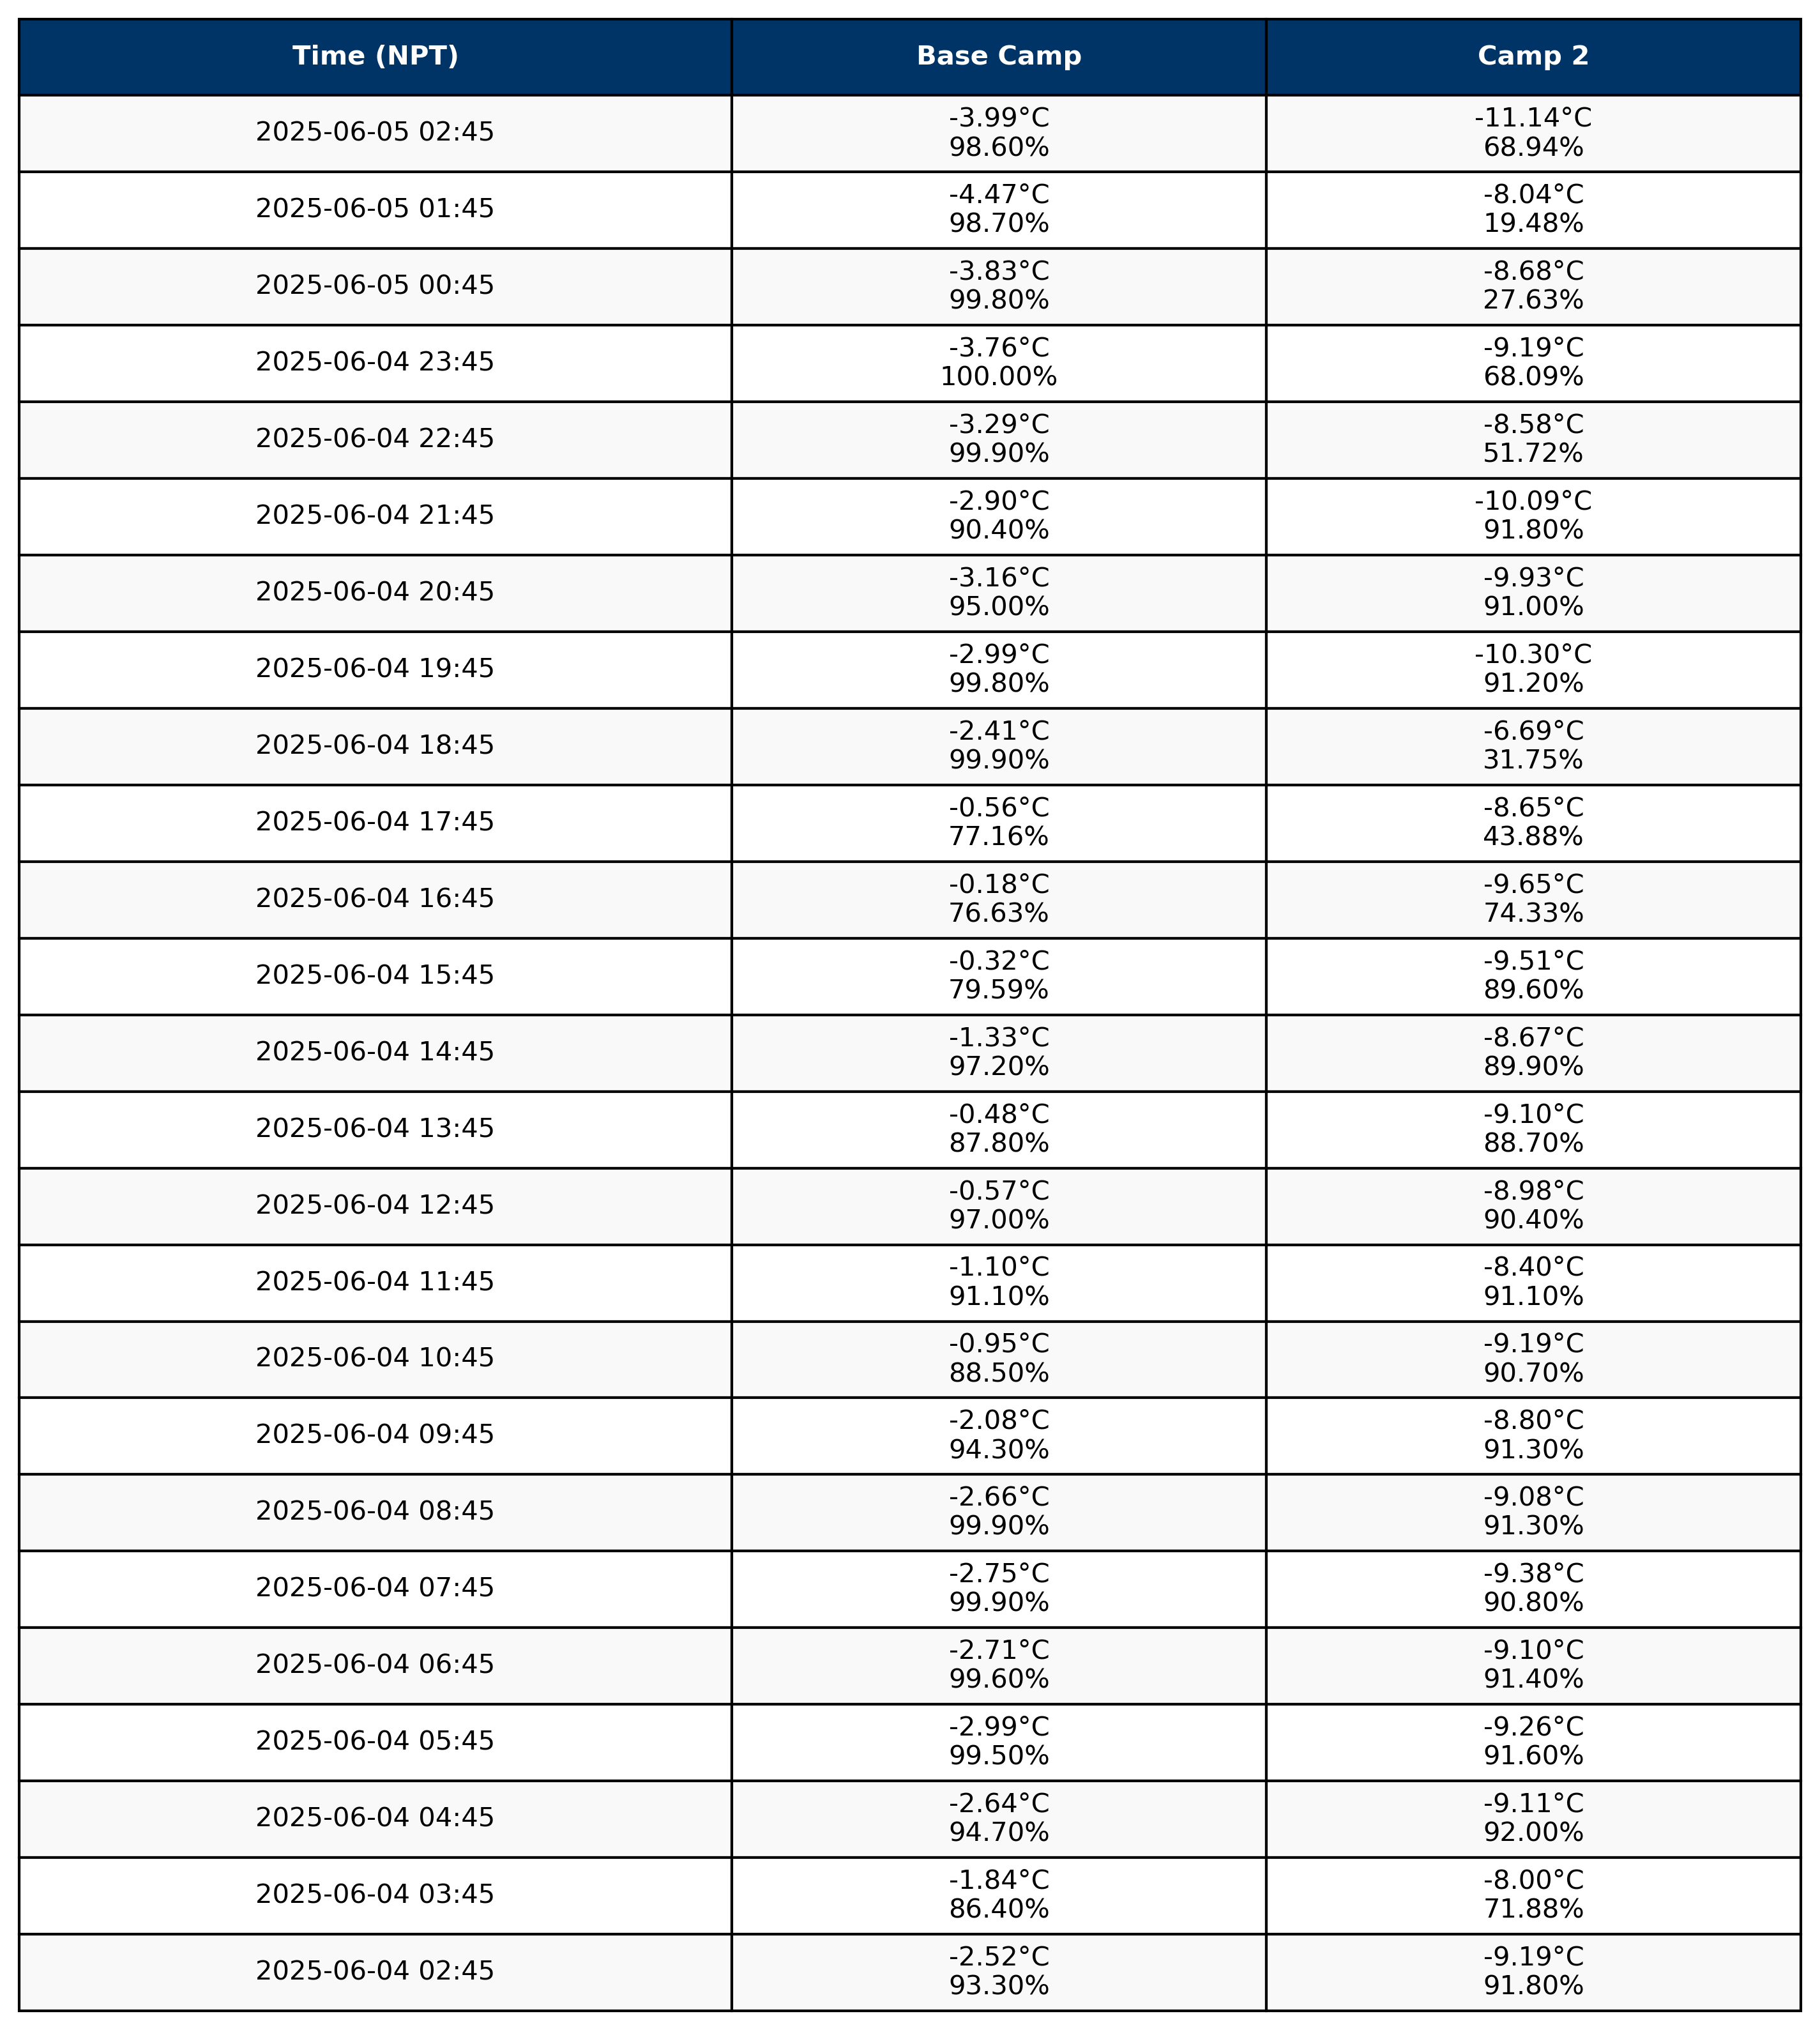 Time (NPT) Base Camp Camp 2
2025-06-05 02:45 -3.99°C 98.60% -11.14°C 68.94%
2025-06-05 01:45 -4.47°C 98.70% -8.04°C 19.48%
2025-06-05 00:45 -3.83°C 99.80% -8.68°C 27.63%
2025-06-04 23:45 -3.76°C 100.00% -9.19°C 68.09%
2025-06-04 22:45 -3.29°C 99.90% -8.58°C 51.72%
2025-06-04 21:45 -2.90°C 90.40% -10.09°C 91.80%
2025-06-04 20:45 -3.16°C 95.00% -9.93°C 91.00%
2025-06-04 19:45 -2.99°C 99.80% -10.30°C 91.20%
2025-06-04 18:45 -2.41°C 99.90% -6.69°C 31.75%
2025-06-04 17:45 -0.56°C 77.16% -8.65°C 43.88%
2025-06-04 16:45 -0.18°C 76.63% -9.65°C 74.33%
2025-06-04 15:45 -0.32°C 79.59% -9.51°C 89.60%
2025-06-04 14:45 -1.33°C 97.20% -8.67°C 89.90%
2025-06-04 13:45 -0.48°C 87.80% -9.10°C 88.70%
2025-06-04 12:45 -0.57°C 97.00% -8.98°C 90.40%
2025-06-04 11:45 -1.10°C 91.10% -8.40°C 91.10%
2025-06-04 10:45 -0.95°C 88.50% -9.19°C 90.70%
2025-06-04 09:45 -2.08°C 94.30% -8.80°C 91.30%
2025-06-04 08:45 -2.66°C 99.90% -9.08°C 91.30%
2025-06-04 07:45 -2.75°C 99.90% -9.38°C 90.80%
2025-06-04 06:45 -2.71°C 99.60% -9.10°C 91.40%
2025-06-04 05:45 -2.99°C 99.50% -9.26°C 91.60%
2025-06-04 04:45 -2.64°C 94.70% -9.11°C 92.00%
2025-06-04 03:45 -1.84°C 86.40% -8.00°C 71.88%
2025-06-04 02:45 -2.52°C 93.30% -9.19°C 91.80%